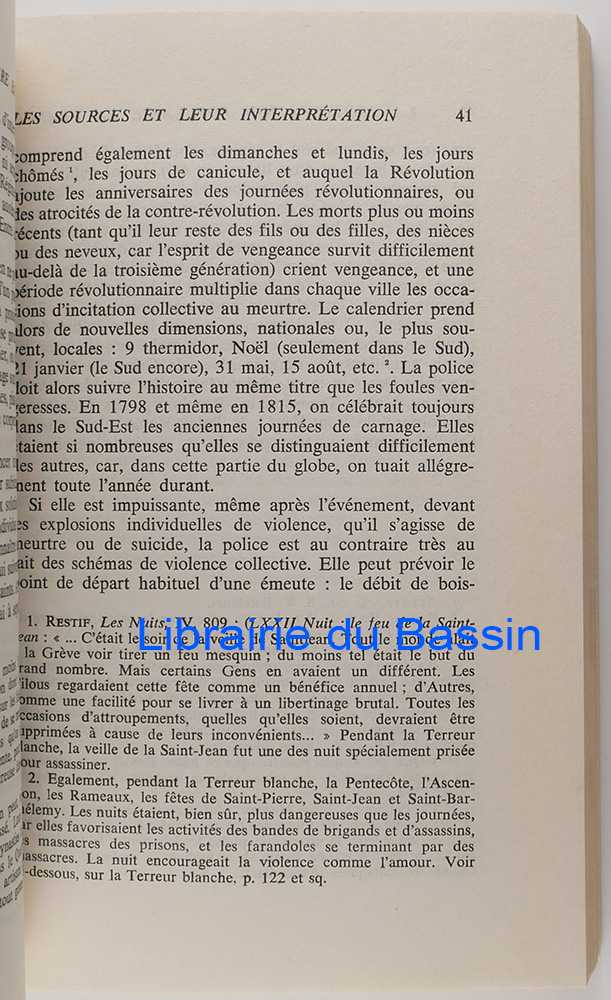 LES SOURCES ET LEUR INTERPRÉTATION 41
comprend également les dimanches et lundis, les jours
chômés ¹, les jours de canicule, et auquel la Révolution
ajoute les anniversaires des journées révolutionnaires, ou
des atrocités de la contre-révolution. Les morts plus ou moins
récents (tant qu'il leur reste des fils ou des filles, des nièces
ou des neveux, car l'esprit de vengeance survit difficilement
au-delà de la troisième génération) crient vengeance, et une
période révolutionnaire multiplie dans chaque ville les occa-
sions d'incitation collective au meurtre. Le calendrier prend
alors de nouvelles dimensions, nationales ou, le plus sou-
vent, locales : 9 thermidor, Noël (seulement dans le Sud),
21 janvier (le Sud encore), 31 mai, 15 août, etc. ². La police
doit alors suivre l'histoire au même titre que les foules ven-
geresses. En 1798 et même en 1815, on célébrait toujours
dans le Sud-Est les anciennes journées de carnage. Elles
étaient si nombreuses qu'elles se distinguaient difficilement
des autres, car, dans cette partie du globe, on tuait allégre-
ment toute l'année durant.
Si elle est impuissante, même après l'événement, devant
les explosions individuelles de violence, qu'il s'agisse de
meurtre ou de suicide, la police est au contraire très au
fait des schémas de violence collective. Elle peut prévoir le
point de départ habituel d'une émeute : le débit de bois-
1. RESTIF, Les Nuits, IV, 809 : (LXXII Nuit : le feu de la Saint-
Jean : « ... C'était le soir de la veille de Saint-Jean. Tout le monde allait
à la Grève voir tirer un feu mesquin ; du moins tel était le but du
grand nombre. Mais certains Gens en avaient un différent. Les
Filous regardaient cette fête comme un bénéfice annuel ; d'Autres,
comme une facilité pour se livrer à un libertinage brutal. Toutes les
occasions d'attroupements, quelles qu'elles soient, devraient être
supprimées à cause de leurs inconvénients... » Pendant la Terreur
blanche, la veille de la Saint-Jean fut une des nuit spécialement prisée
pour assassiner.
2. Egalement, pendant la Terreur blanche, la Pentecôte, l'Ascen-
sion, les Rameaux, les fêtes de Saint-Pierre, Saint-Jean et Saint-Bar-
thélemy. Les nuits étaient, bien sûr, plus dangereuses que les journées,
car elles favorisaient les activités des bandes de brigands et d'assassins,
les massacres des prisons, et les farandoles se terminant par des
massacres. La nuit encourageait la violence comme l'amour. Voir
ci-dessous, sur la Terreur blanche, p. 122 et sq.
Librairie du Bassin